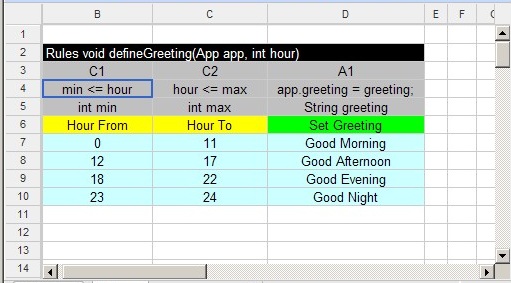 B C D E F
1
2 Rules void defineGreeting(App app, int hour)
3 C1 C2 A1
4 min <= hour hour <= max app.greeting = greeting;
5 int min int max String greeting
6 Hour From Hour To Set Greeting
7 0 11 Good Morning
8 12 17 Good Afternoon
9 18 22 Good Evening
10 23 24 Good Night
11
12
13
14